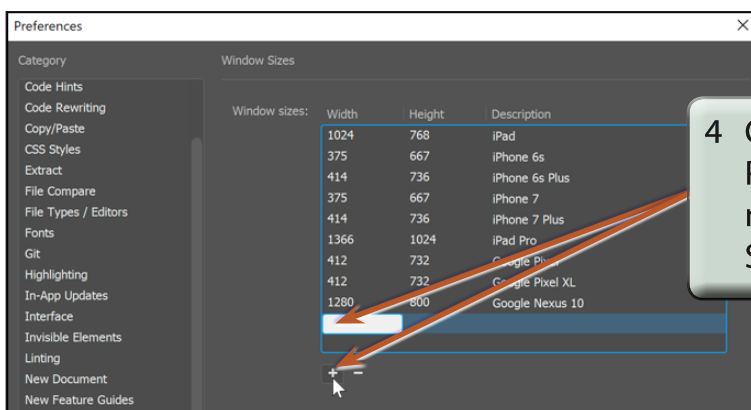 Preferences
Category
Window Sizes
Code Hints
Code Rewriting
Copy/Paste
CSS Styles
Extract
File Compare
File Types / Editors
Fonts
Git
Highlighting
In-App Updates
Interface
Invisible Elements
Linting
New Document
New Feature Guides
Window sizes:
Width Height Description
1024 768 iPad
375 667 iPhone 6s
414 736 iPhone 6s Plus
375 667 iPhone 7
414 736 iPhone 7 Plus
1366 1024 iPad Pro
412 732 Google Pixel
412 732 Google Pixel XL
1280 800 Google Nexus 10
+ −
4